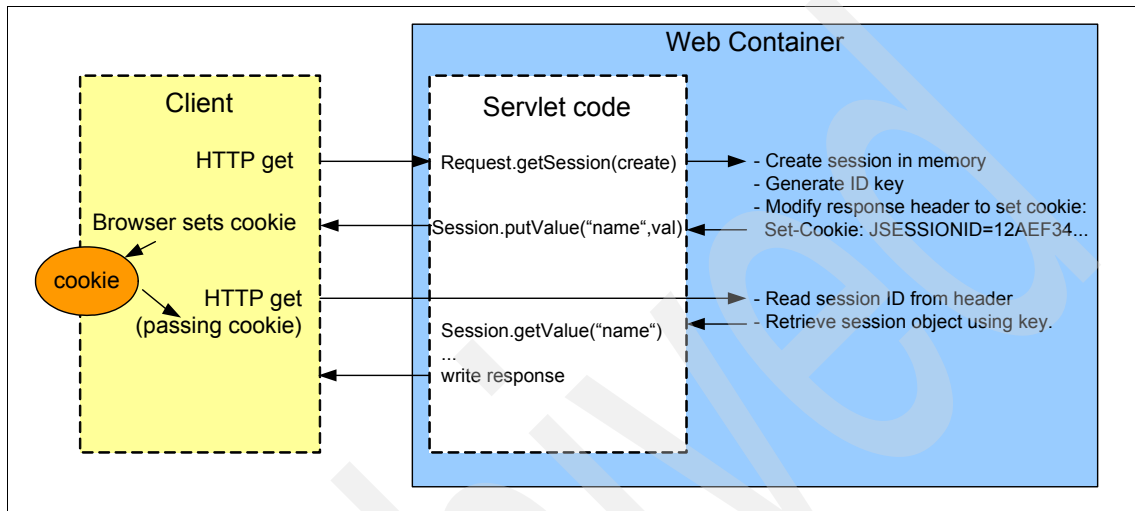 Web Container
Client
Servlet code
HTTP get
Request.getSession(create)
- Create session in memory
- Generate ID key
- Modify response header to set cookie:
Set-Cookie: JSESSIONID=12AEF34...
Browser sets cookie
Session.putValue(“name“,val)
cookie
HTTP get
(passing cookie)
- Read session ID from header
- Retrieve session object using key.
Session.getValue(“name“)
...
write response